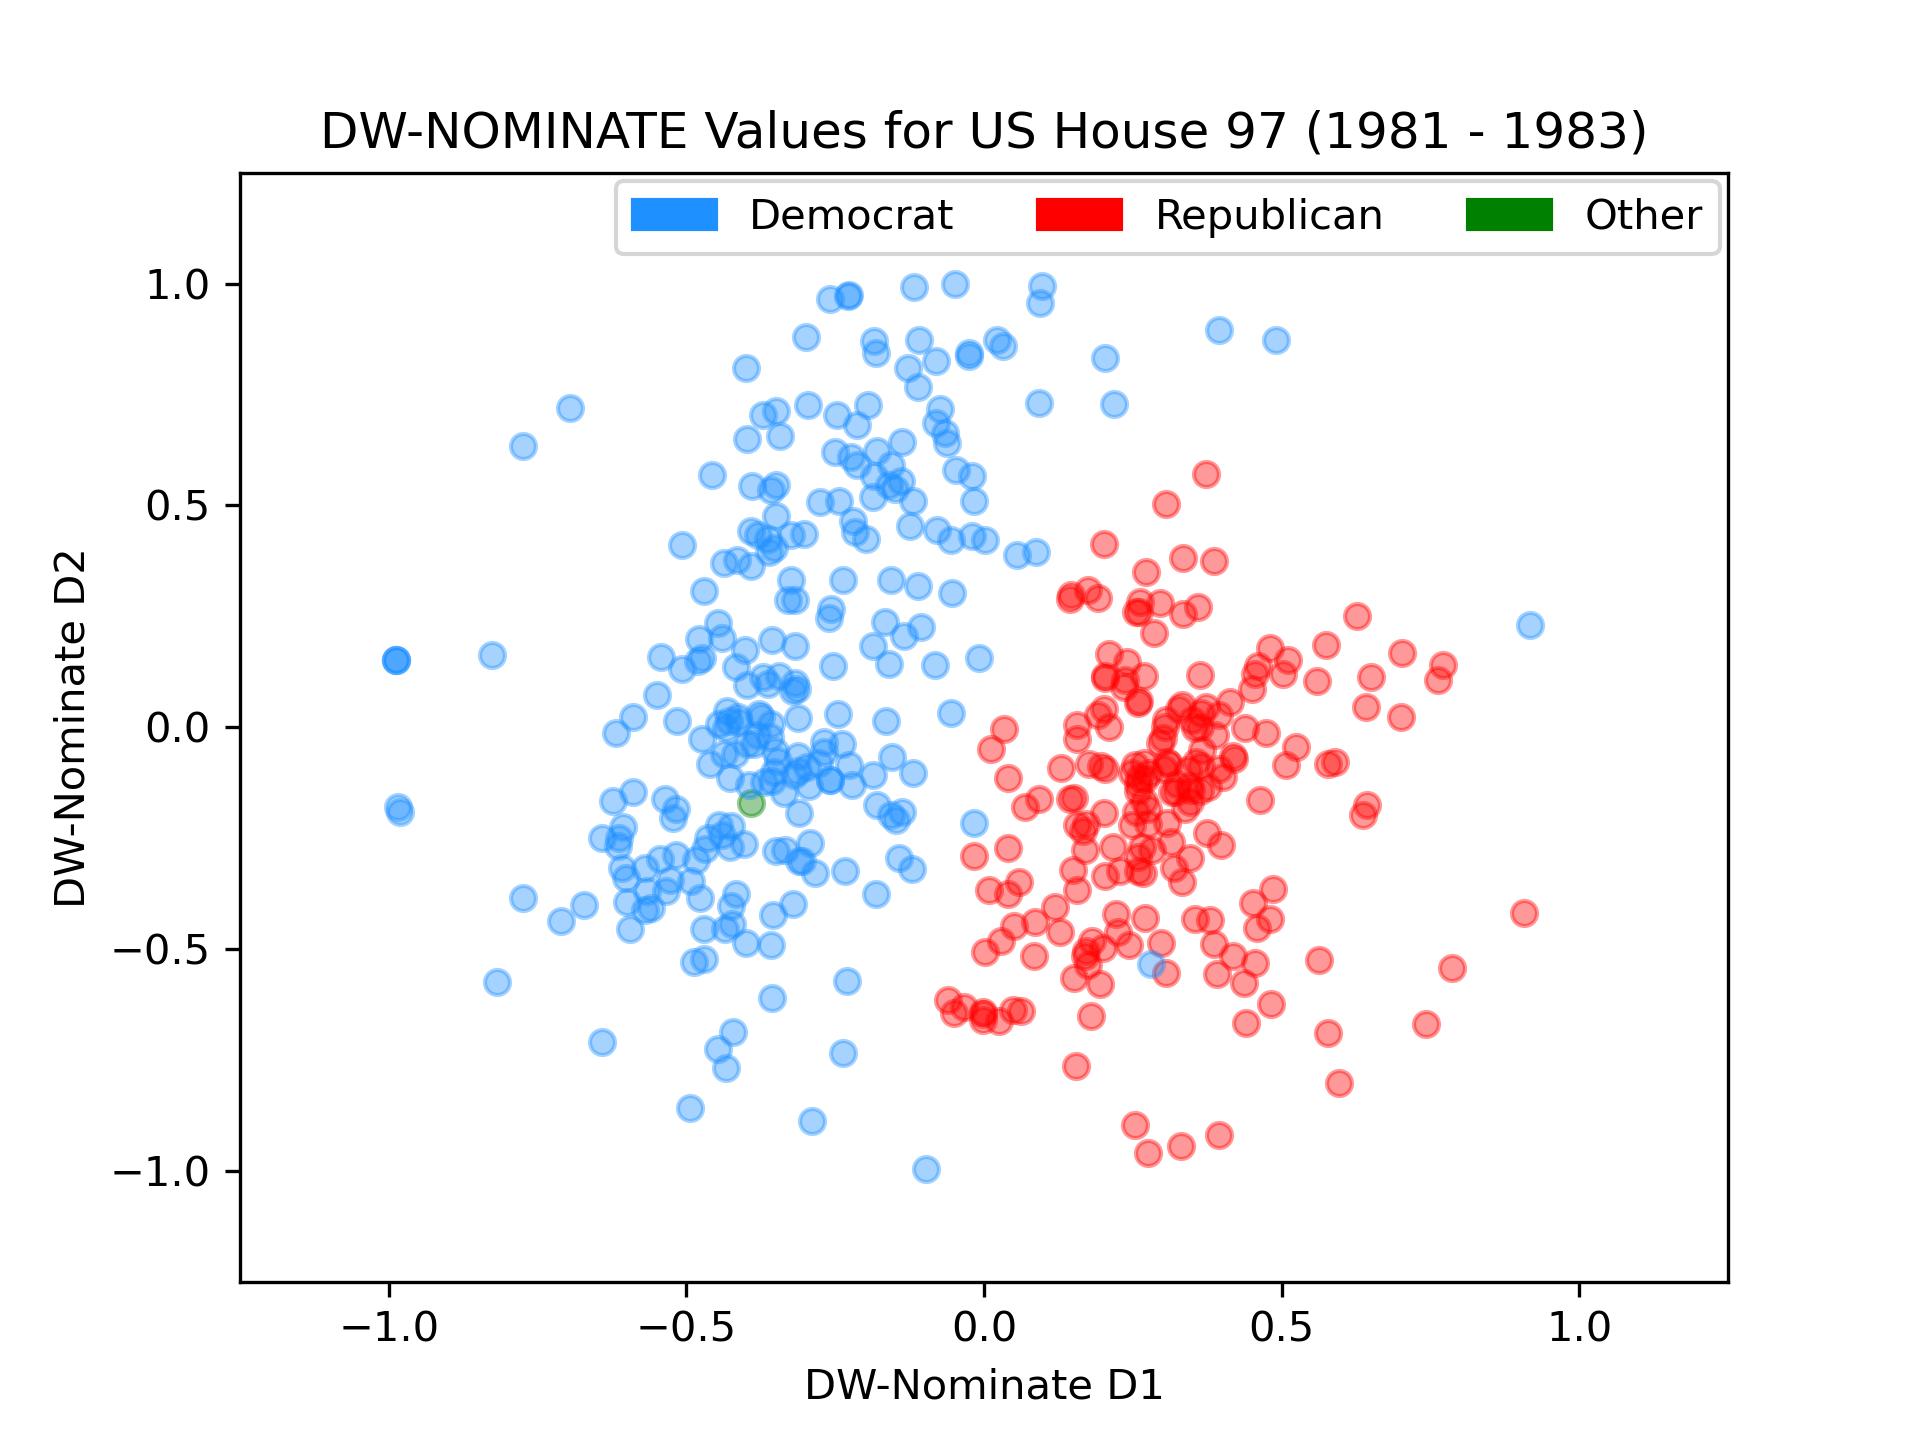 DW-NOMINATE Values for US House 97 (1981 - 1983)
Democrat Republican Other
1.0
0.5
0.0
−0.5
−1.0
DW-Nominate D2
−1.0 −0.5 0.0 0.5 1.0
DW-Nominate D1